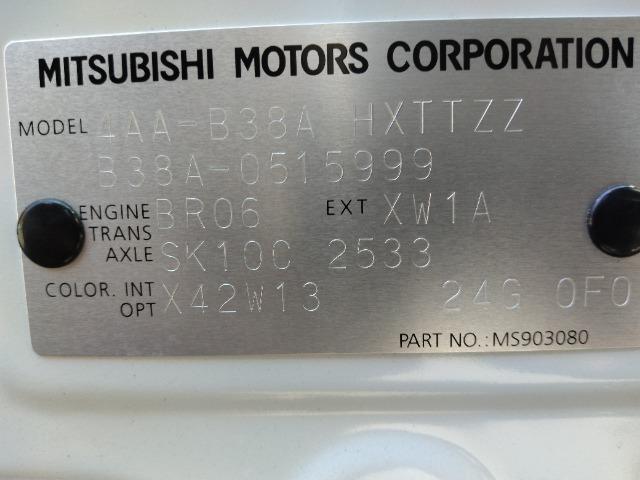 MITSUBISHI MOTORS CORPORATION
MODEL 4AA-B38A HXTTZZ
B38A-0515999
ENGINE BR06 EXT XW1A
TRANS
AXLE SK10C 2533
COLOR. INT
OPT X42W13 24G 0F0
PART NO.:MS903080